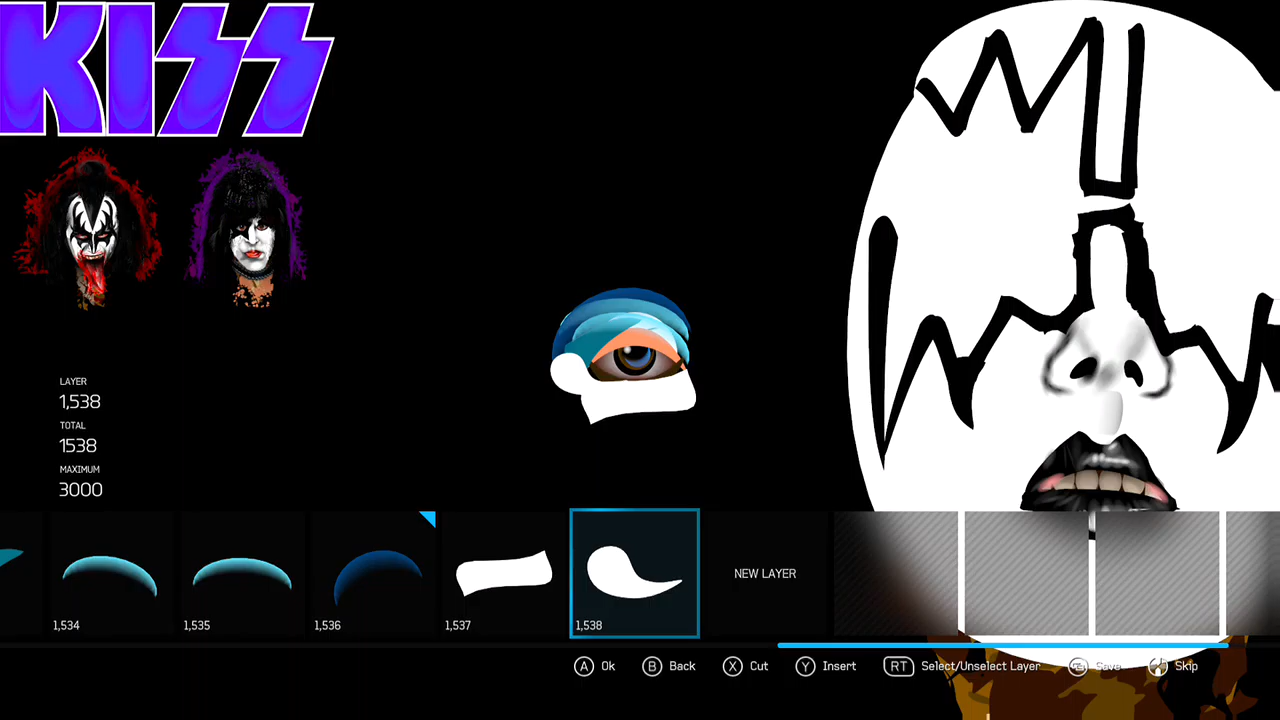 KISS
LAYER
1,538
TOTAL
1538
MAXIMUM
3000
1,534
1,535
1,536
1,537
1,538
NEW LAYER
A Ok
B Back
X Cut
Y Insert
RT Select/Unselect Layer
Save
Skip